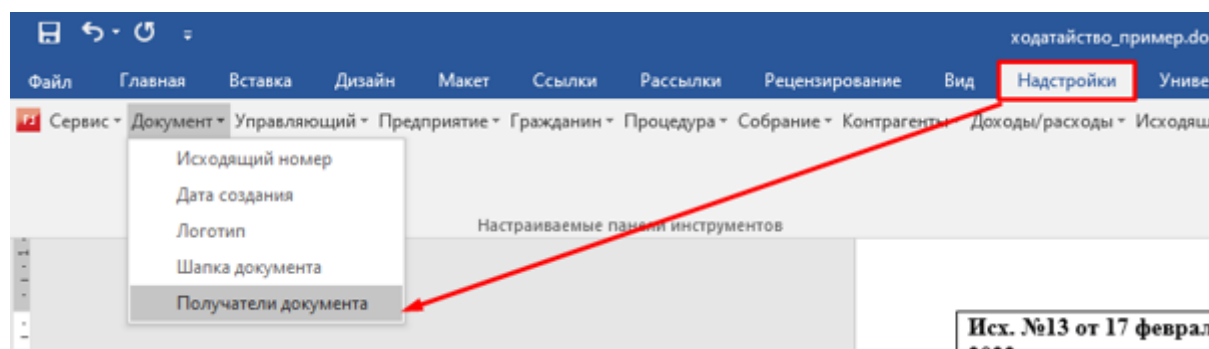 ходатайство_пример.do
Файл Главная Вставка Дизайн Макет Ссылки Рассылки Рецензирование Вид Надстройки Униве
Сервис Документ Управляющий Предприятие Гражданин Процедура Собрание Контрагенты Доходы/расходы Исходящ
Исходящий номер
Дата создания
Логотип
Настраиваемые панели инструментов
Шапка документа
Получатели документа
Исх. №13 от 17 феврал